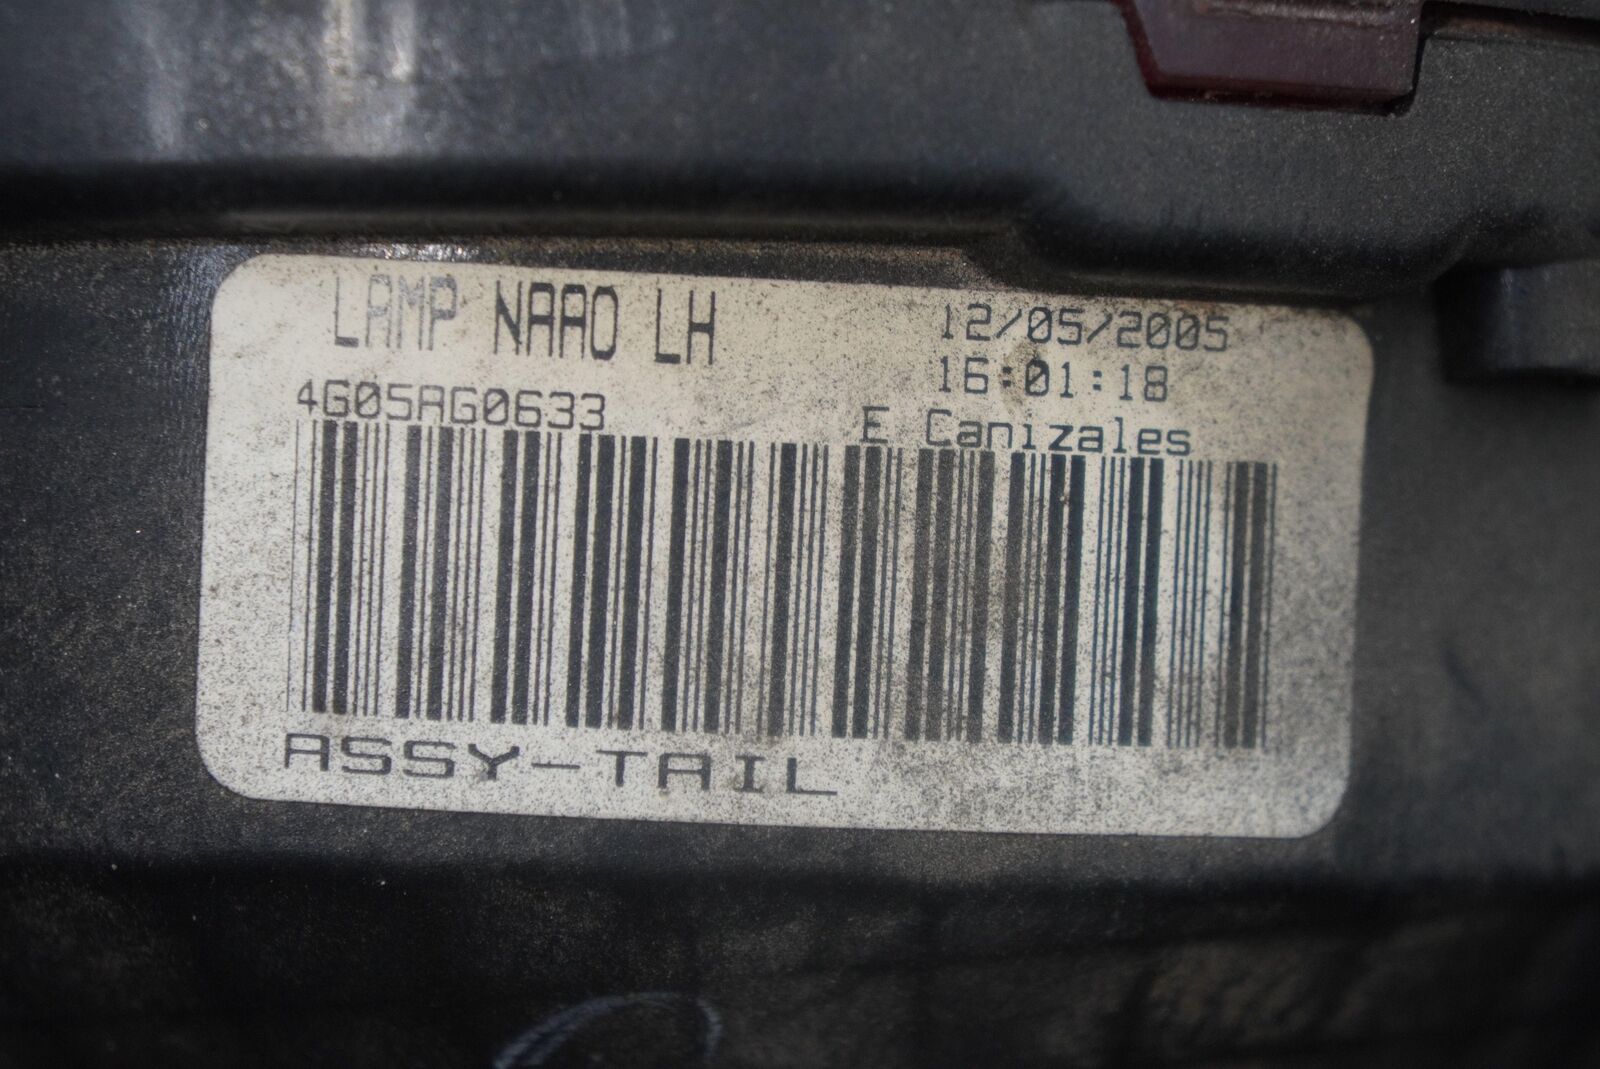 LAMP NAAO LH
12/05/2005
16:01:18
4G05AG0633
E Canizales
ASSY-TAIL